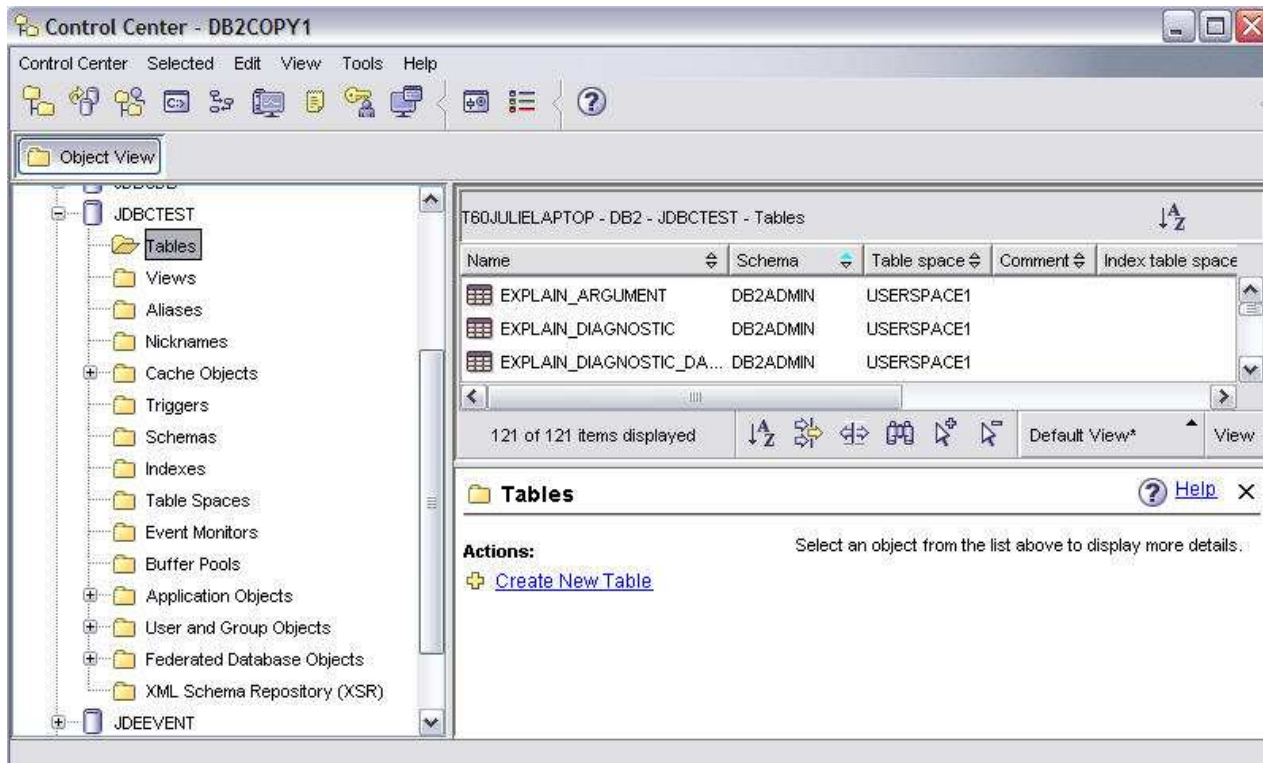 Control Center - DB2COPY1
Control Center Selected Edit View Tools Help
Object View
JDBCTEST
Tables
Views
Aliases
Nicknames
Cache Objects
Triggers
Schemas
Indexes
Table Spaces
Event Monitors
Buffer Pools
Application Objects
User and Group Objects
Federated Database Objects
XML Schema Repository (XSR)
JDEEVENT
T60JULIELAPTOP - DB2 - JDBCTEST - Tables
Name Schema Table space Comment Index table space
EXPLAIN_ARGUMENT DB2ADMIN USERSPACE1
EXPLAIN_DIAGNOSTIC DB2ADMIN USERSPACE1
EXPLAIN_DIAGNOSTIC_DA... DB2ADMIN USERSPACE1
121 of 121 items displayed Default View* View
Tables Help
Actions: Select an object from the list above to display more details.
Create New Table